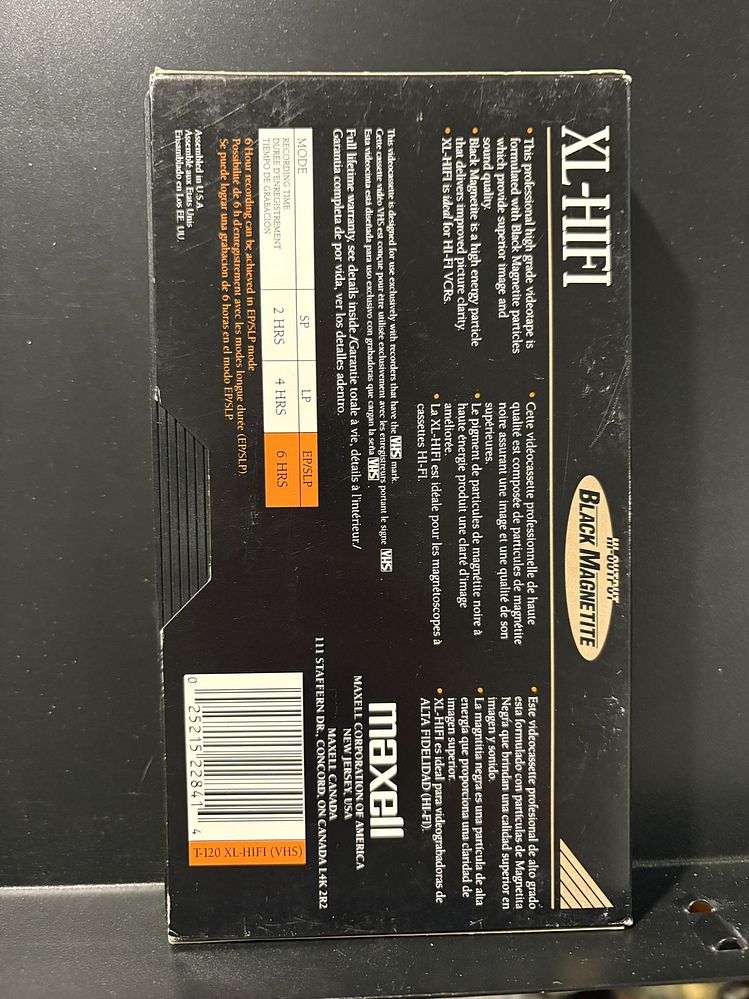 XL-HIFI
HI-OUTPUT
BLACK MAGNETITE
• This professional high grade videotape is
formulated with Black Magnetite particles
which provide superior image and
sound quality.
• Black Magnetite is a high energy particle
that delivers improved picture clarity.
• XL-HIFI is ideal for HI-FI VCRs.
• Cette vidéocassette professionnelle de haute
qualité est composée de particules de magnétite
noire assurant une image et une qualité de son
supérieures.
• Le pigment de particules de magnétite noire à
haute énergie produit une clarté d'image
améliorée.
• La XL-HIFI est idéale pour les magnétoscopes à
cassettes HI-FI.
• Este videocassette profesional de alto grado
esta formulado con partículas de Magnetita
Negra que brindan una calidad superior en
imagen y sonido.
• La magnitita negra es una partícula de alta
energía que proporciona una claridad de
imagen superior.
• XL-HIFI es ideal para videograbadoras de
ALTA FIDELIDAD (HI-FI).
This videocassette is designed for use exclusively with recorders that have the VHS mark.
Cette cassette vidéo VHS est conçue pour être utilisée exclusivement avec les enregistreurs portant le signe VHS.
Esta videocinta está diseñada para uso exclusivo con grabadoras que cargan la seña VHS.
Full lifetime warranty, see details inside./Garantie totale à vie, détails à l'intérieur./
Garantía completa de por vida, ver los detalles adentro.
MODE SP LP EP/SLP
RECORDING TIME
DURÉE D'ENREGISTREMENT
TIEMPO DE GRABACIÓN
2 HRS 4 HRS 6 HRS
6 Hour recording can be achieved in EP/SLP mode
Possibilité de 6 h d'enregistrement avec les modes longue durée (EP/SLP).
Se puede lograr una grabación de 6 horas en el modo EP/SLP
Assembled in U.S.A.
Assemblé aux États Unis
Ensamblado en Los EE. UU.
maxell
MAXELL CORPORATION OF AMERICA
NEW JERSEY, USA
MAXELL CANADA
111 STAFFERN DR., CONCORD, ON CANADA L4K 2R2
0 25215 22841 4
T-120 XL-HIFI (VHS)